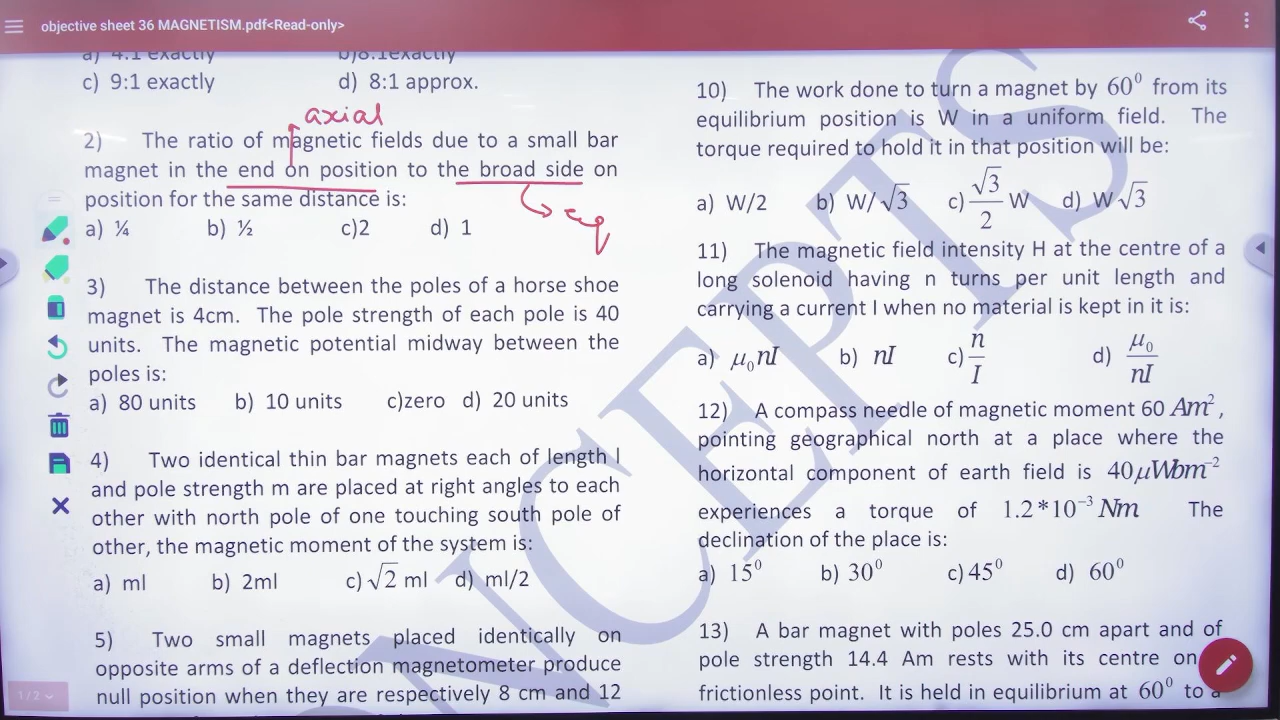 objective sheet 36 MAGNETISM.pdf<Read-only>
a) 4:1 exactly b)8:1exactly
c) 9:1 exactly d) 8:1 approx.
axial
2) The ratio of magnetic fields due to a small bar
magnet in the end on position to the broad side on
position for the same distance is:
eq
a) ¼ b) ½ c)2 d) 1
3) The distance between the poles of a horse shoe
magnet is 4cm. The pole strength of each pole is 40
units. The magnetic potential midway between the
poles is:
a) 80 units b) 10 units c)zero d) 20 units
4) Two identical thin bar magnets each of length l
and pole strength m are placed at right angles to each
other with north pole of one touching south pole of
other, the magnetic moment of the system is:
a) ml b) 2ml c) √2 ml d) ml/2
5) Two small magnets placed identically on
opposite arms of a deflection magnetometer produce
null position when they are respectively 8 cm and 12
1/2
10) The work done to turn a magnet by 60⁰ from its
equilibrium position is W in a uniform field. The
torque required to hold it in that position will be:
a) W/2 b) W/√3 c) √3/2 W d) W√3
11) The magnetic field intensity H at the centre of a
long solenoid having n turns per unit length and
carrying a current I when no material is kept in it is:
a) μ₀nI b) nI c) n/I d) μ₀/nI
12) A compass needle of magnetic moment 60 Am²,
pointing geographical north at a place where the
horizontal component of earth field is 40μWbm⁻²
experiences a torque of 1.2*10⁻³ Nm The
declination of the place is:
a) 15⁰ b) 30⁰ c) 45⁰ d) 60⁰
13) A bar magnet with poles 25.0 cm apart and of
pole strength 14.4 Am rests with its centre on
frictionless point. It is held in equilibrium at 60⁰ to a
ONCEPTS